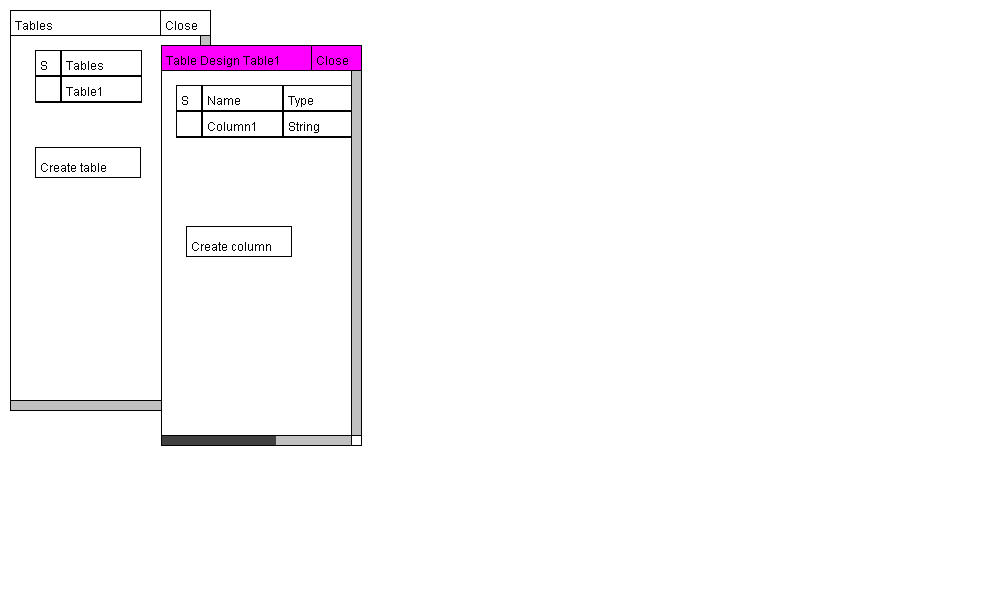 Tables Close
S Tables
Table1
Create table
Table Design Table1 Close
S Name Type
Column1 String
Create column